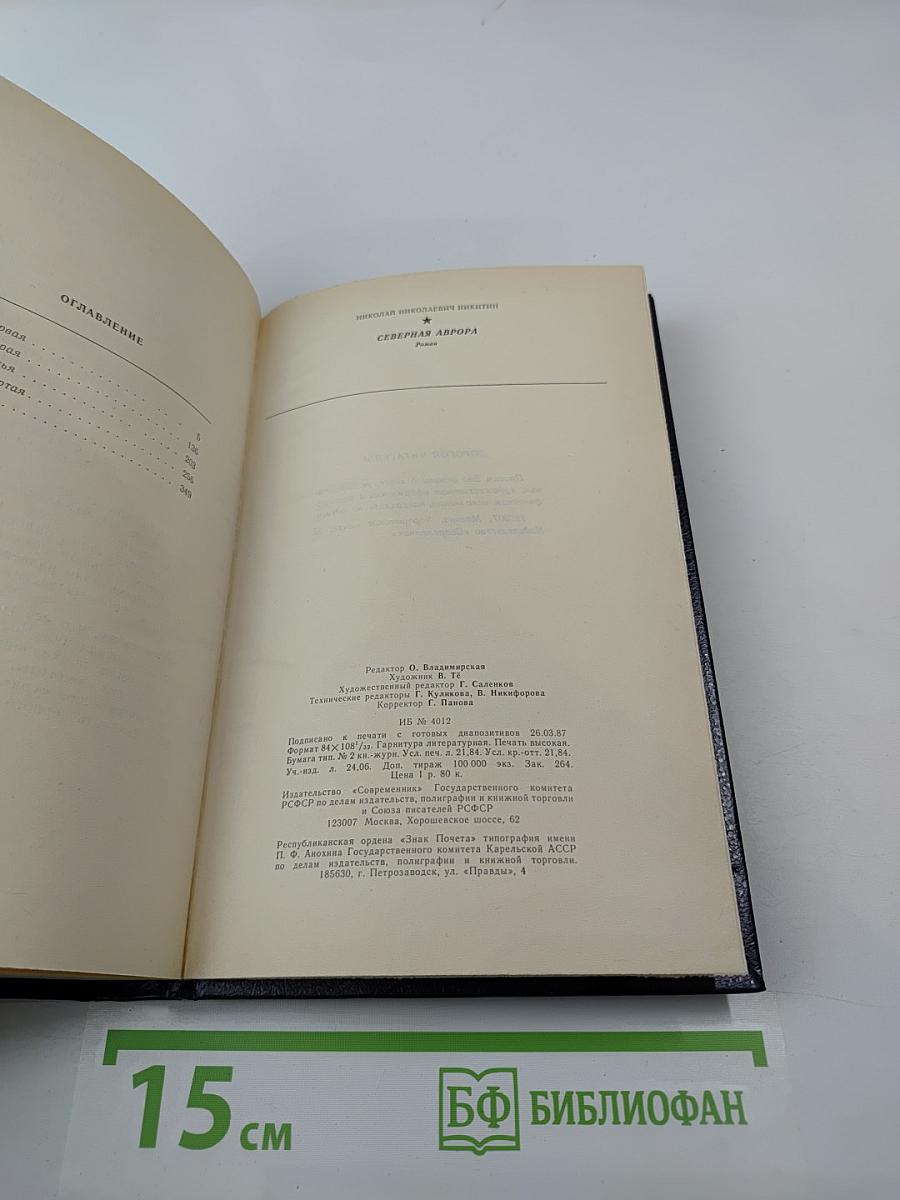 ОГЛАВЛЕНИЕ
5
136
203
256
349
НИКОЛАЙ НИКОЛАЕВИЧ НИКИТИН
★
СЕВЕРНАЯ АВРОРА
Роман
Редактор О. Владимирская
Художник В. Тё
Художественный редактор Г. Саленков
Технические редакторы Г. Куликова, В. Никифорова
Корректор Г. Панова
ИБ № 4012
Подписано к печати с готовых диапозитивов 26.03.87
Формат 84×108¹/₃₂. Гарнитура литературная. Печать высокая.
Бумага тип. № 2 кн.-журн. Усл. печ. л. 21,84. Усл. кр.-отт. 21,84.
Уч.-изд. л. 24,06. Доп. тираж 100 000 экз. Зак. 264.
Цена 1 р. 80 к.
Издательство «Современник» Государственного комитета
РСФСР по делам издательств, полиграфии и книжной торговли
и Союза писателей РСФСР
123007 Москва, Хорошевское шоссе, 62
Республиканская ордена «Знак Почета» типография имени
П. Ф. Анохина Государственного комитета Карельской АССР
по делам издательств, полиграфии и книжной торговли.
185630, г. Петрозаводск, ул. «Правды», 4
15 см
БФ БИБЛИОФАН